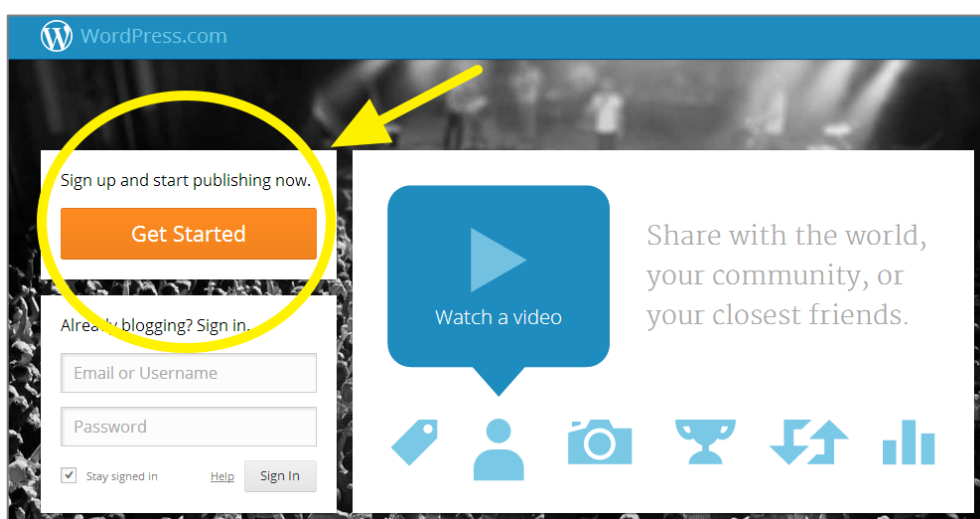 WordPress.com
Sign up and start publishing now.
Get Started
Already blogging? Sign in.
Email or Username
Password
Stay signed in
Help
Sign In
Watch a video
Share with the world,
your community, or
your closest friends.